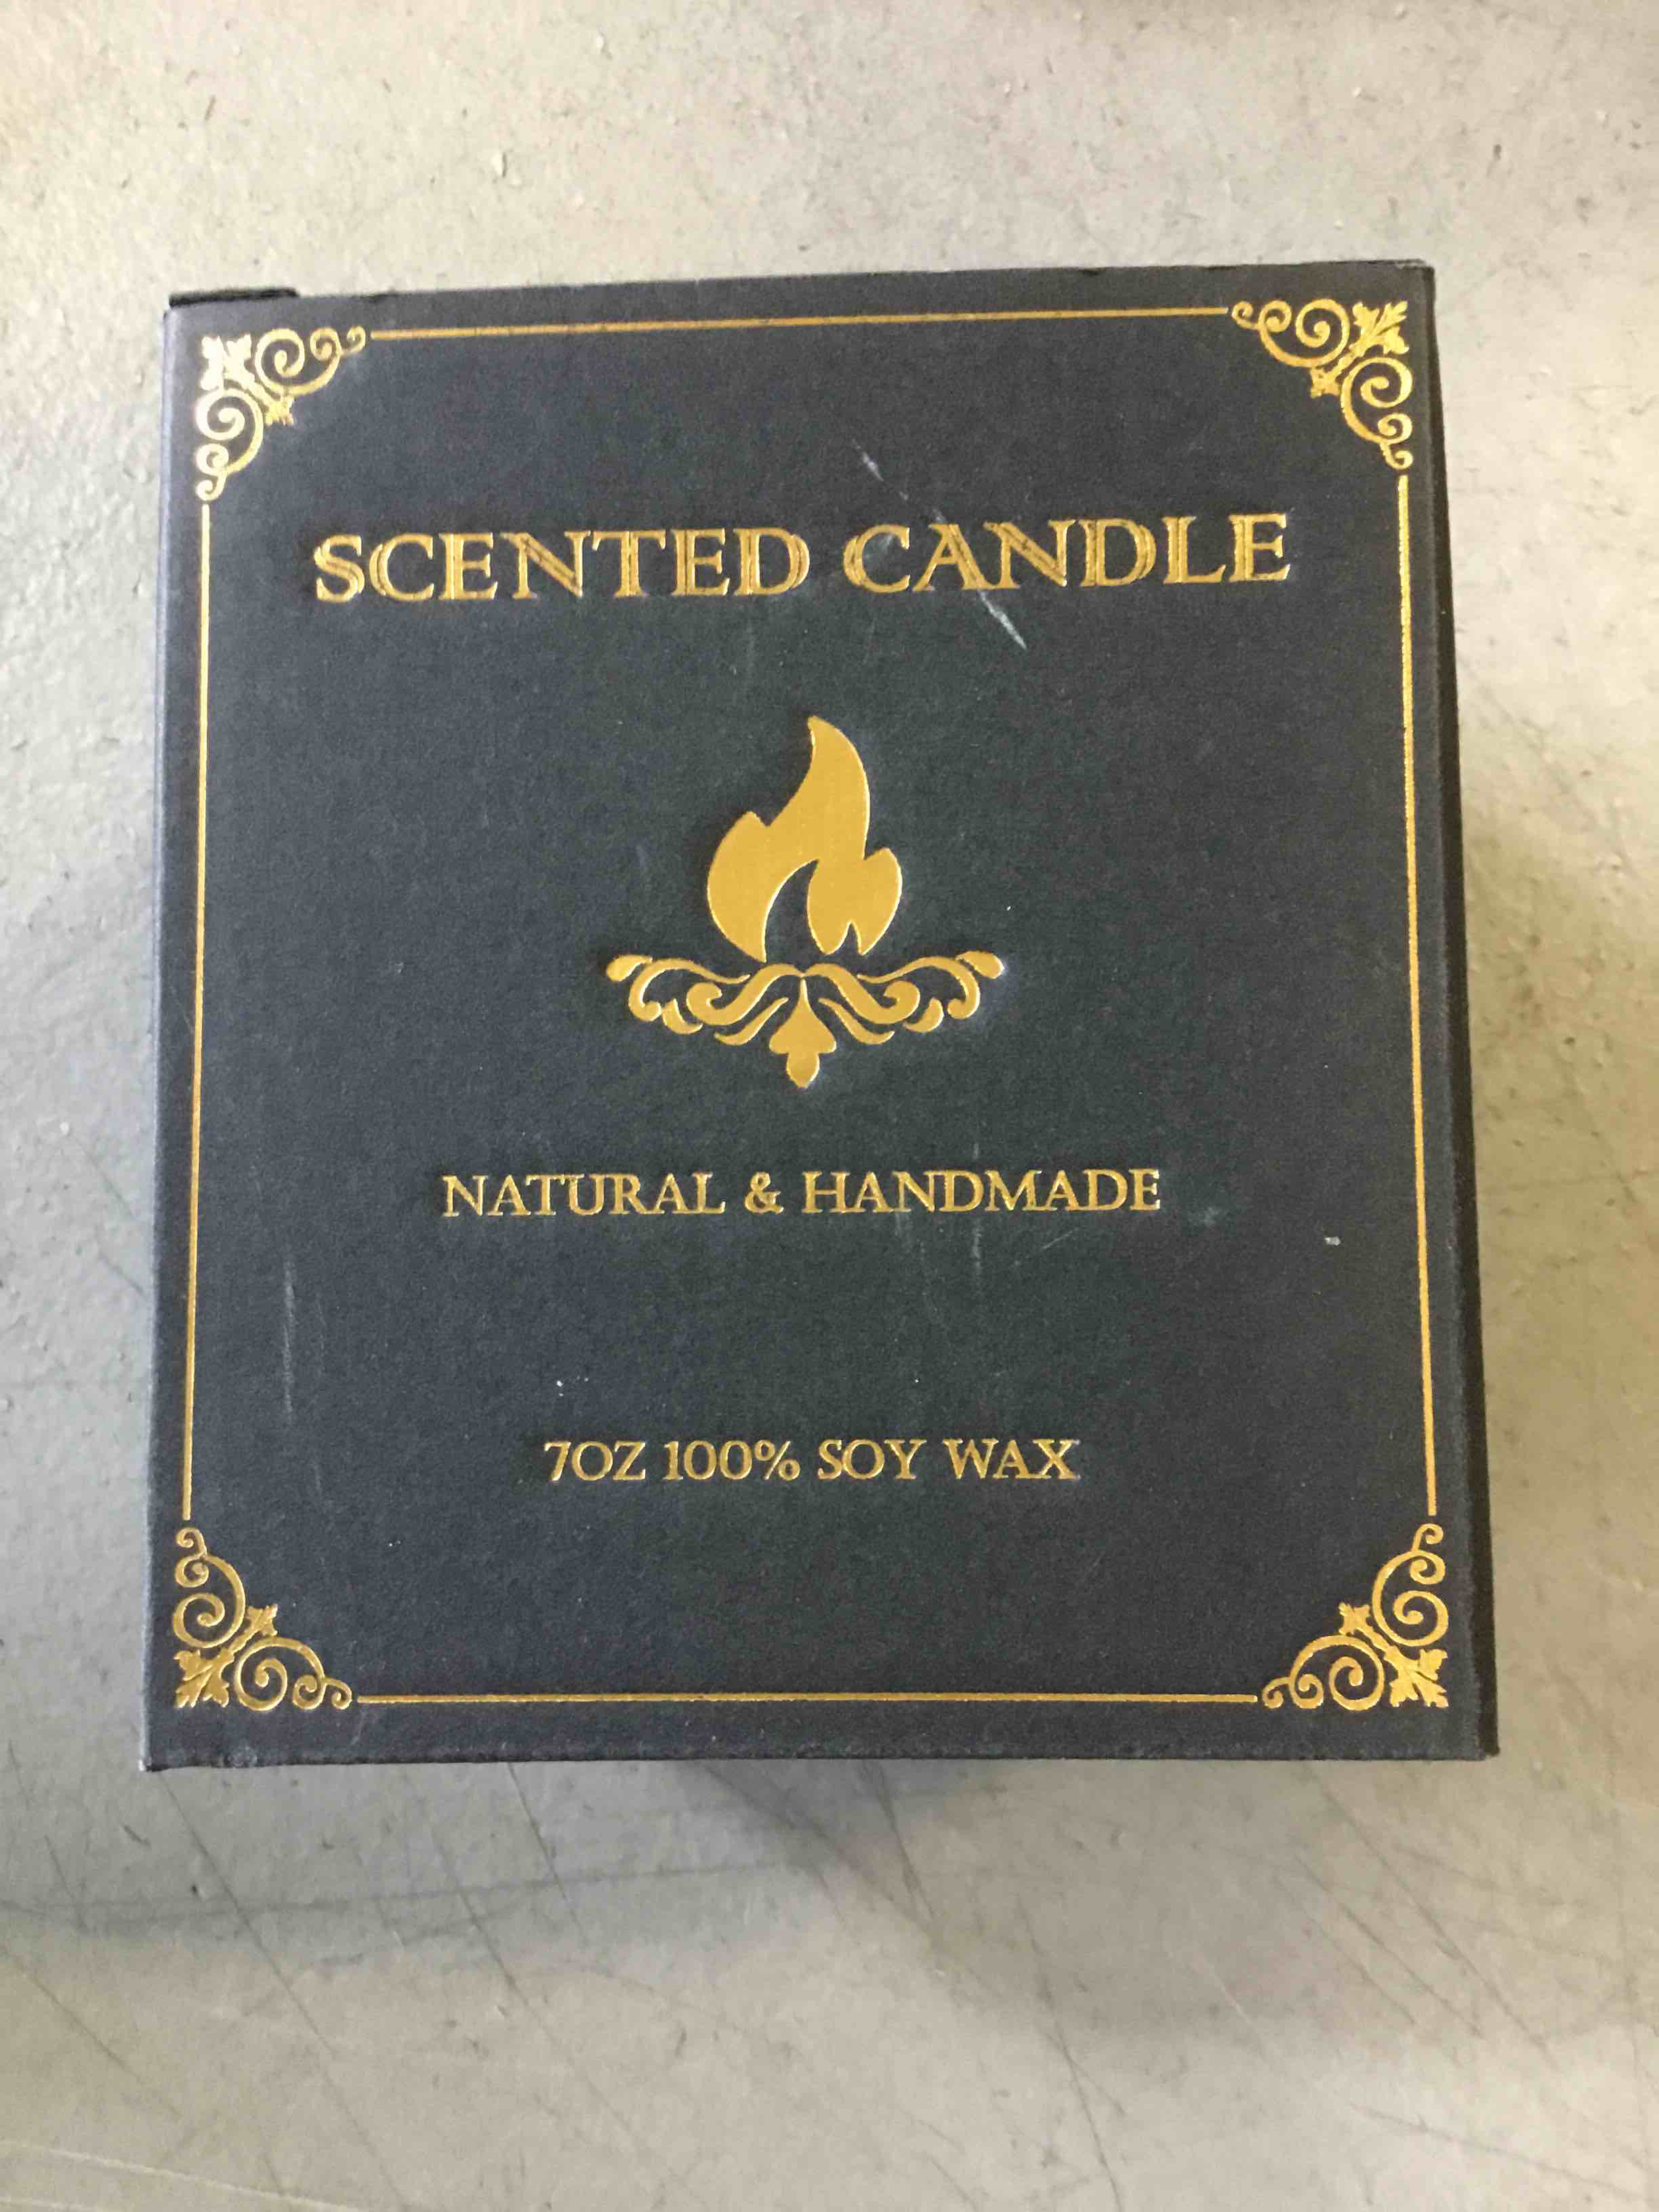 SCENTED CANDLE
NATURAL & HANDMADE
7OZ 100% SOY WAX